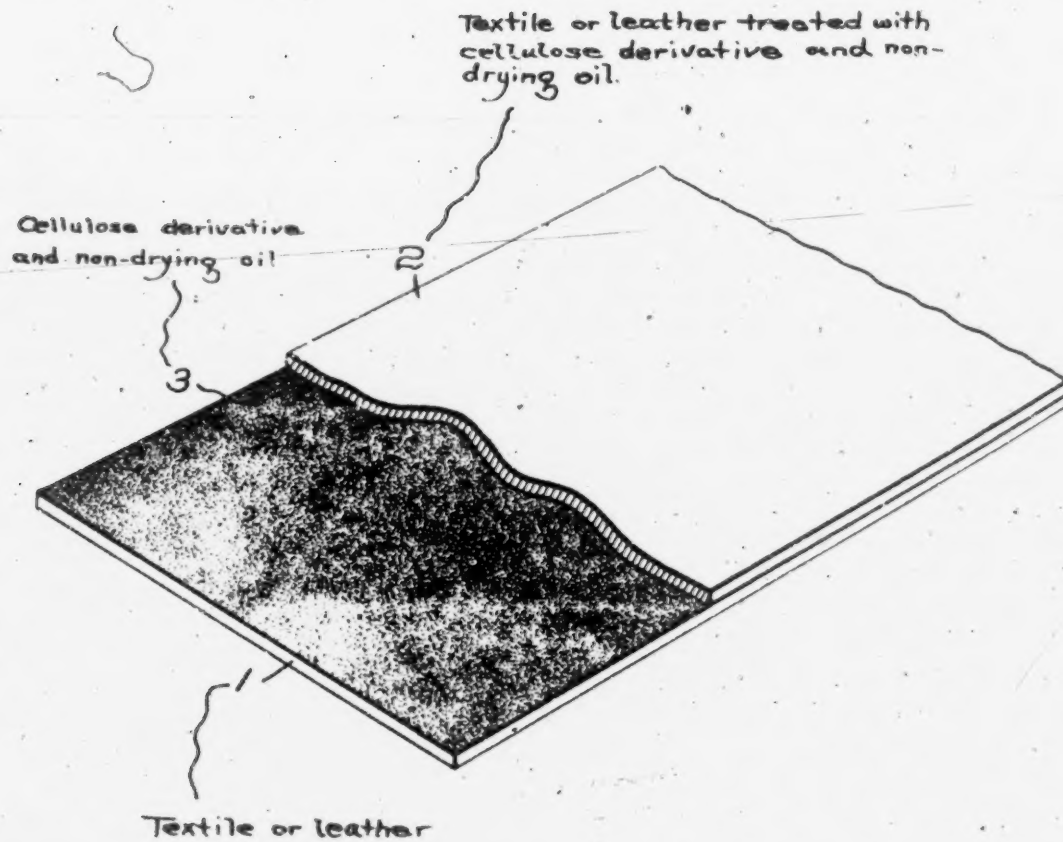 Textile or leather treated with
cellulose derivative and non-
drying oil.
Cellulose derivative
and non-drying oil
2
3
1
Textile or leather